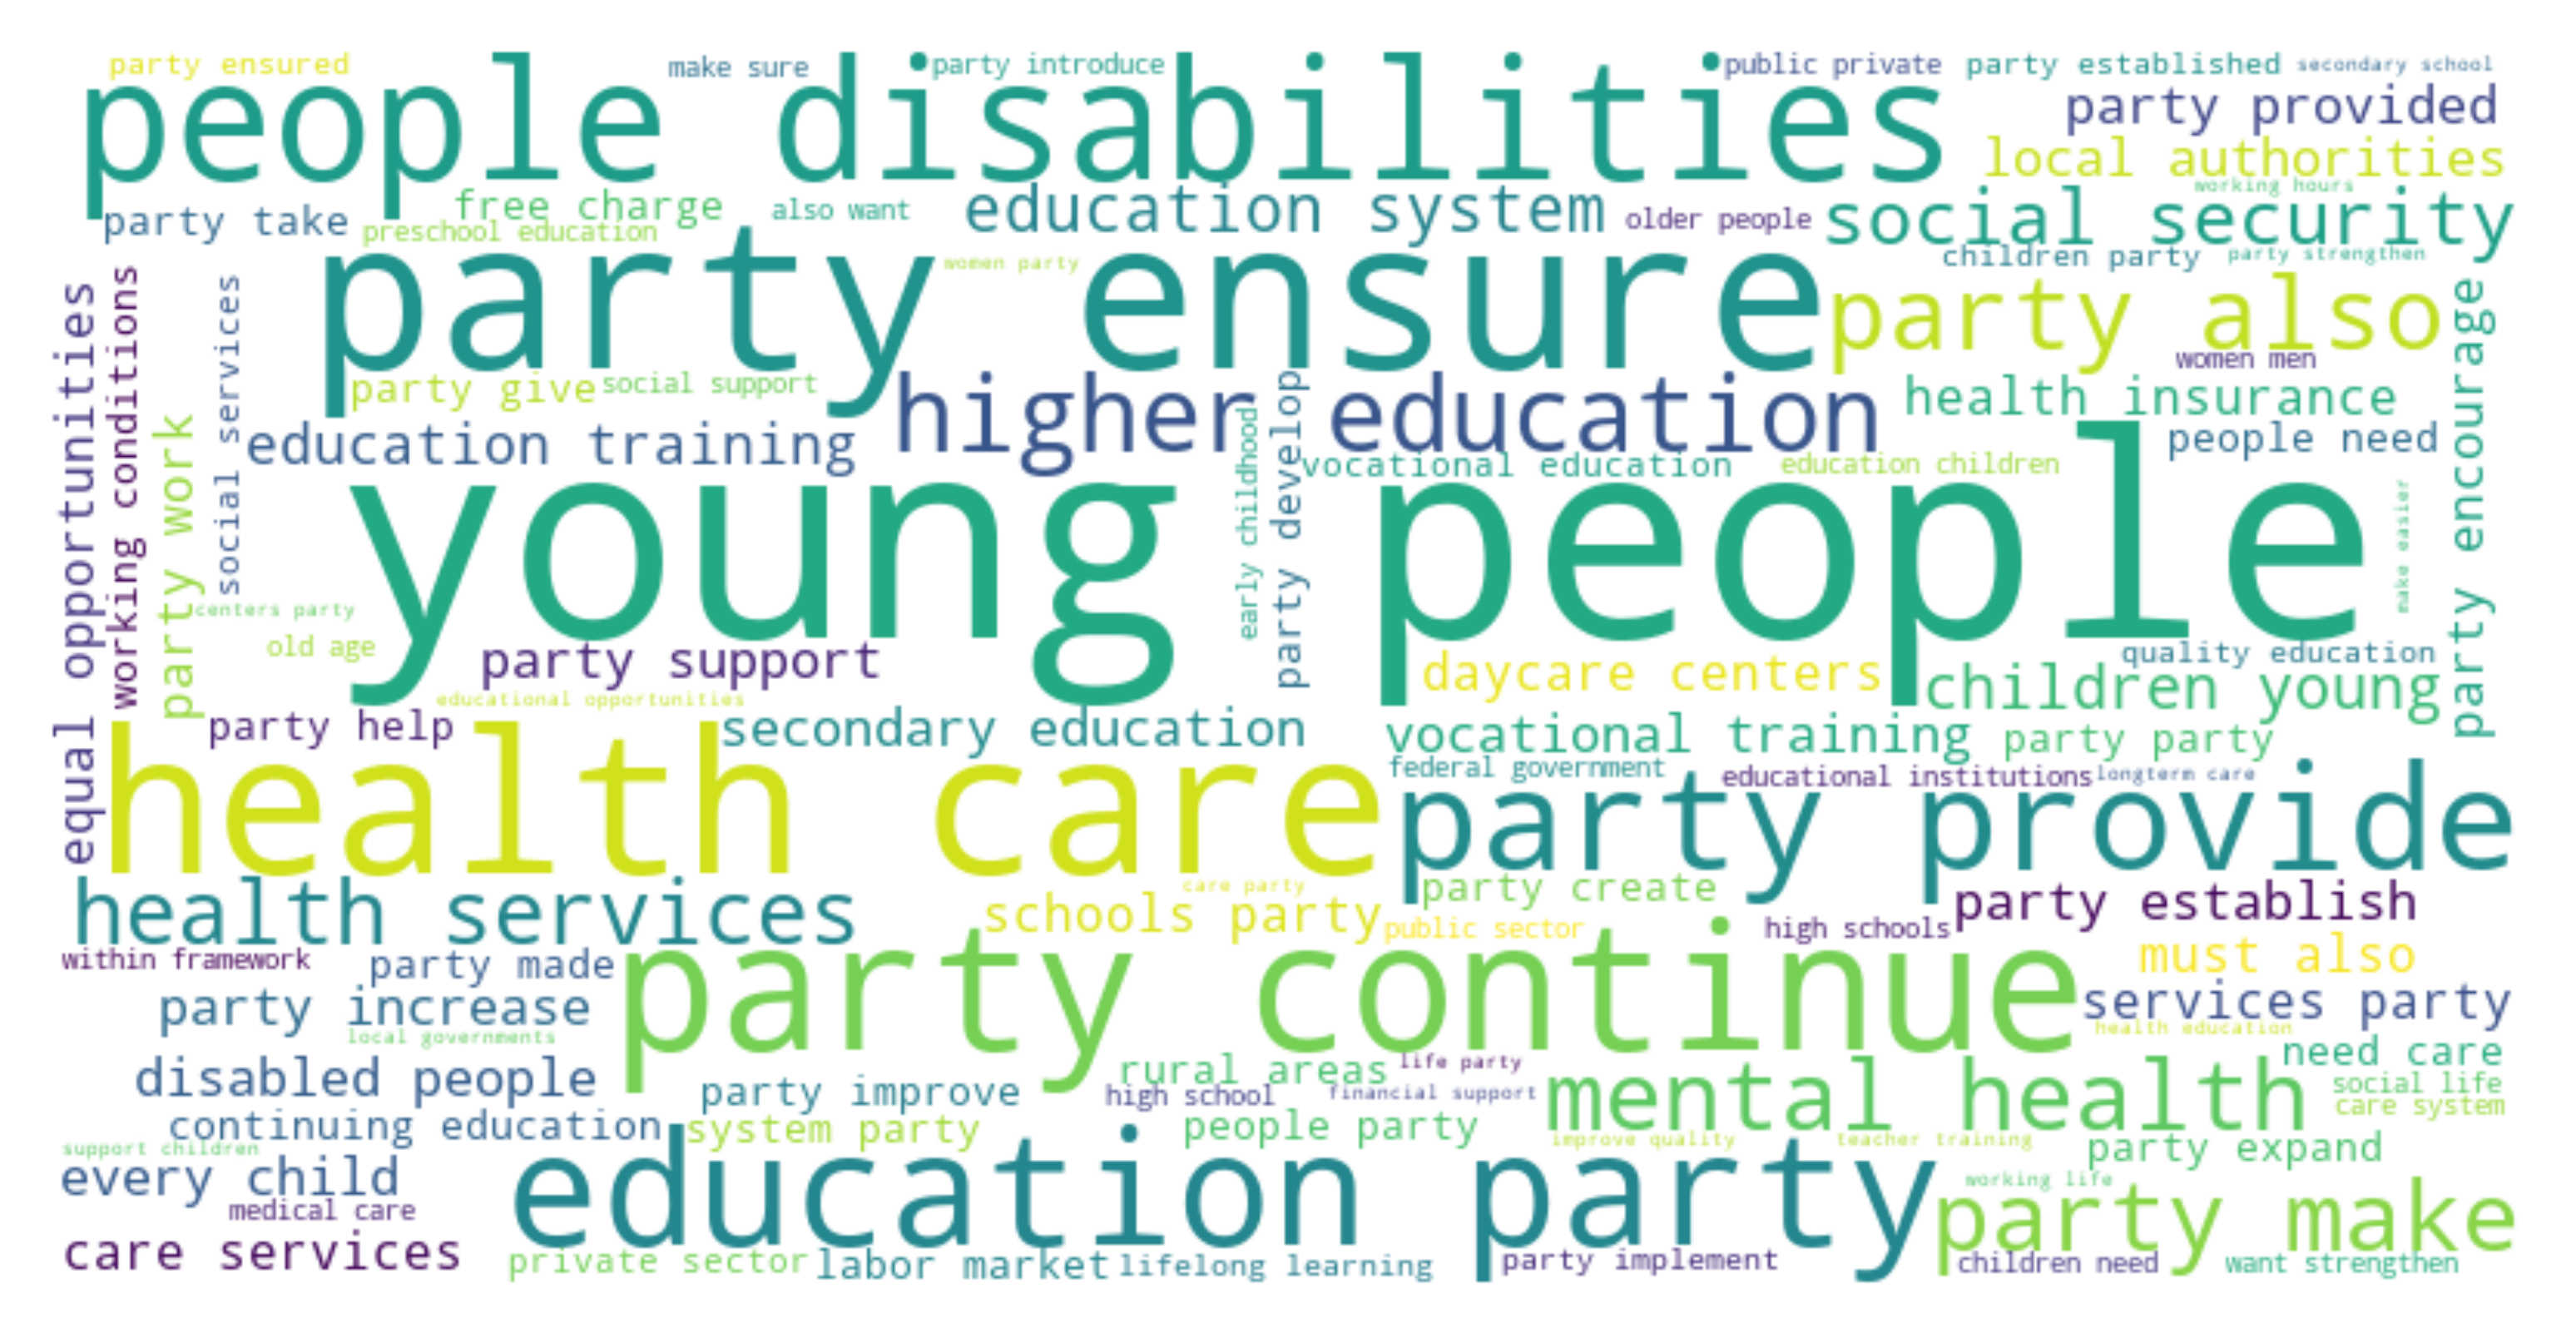 party ensured
make sure
party introduce
public private
party established
secondary school
people disabilities
party provided
local authorities
working hours
party take
free charge
also want
education system
older people
social security
preschool education
women party
children party
party strengthen
equal opportunities
working conditions
social services
party ensure
party also
party encourage
women men
party give
social support
higher education
health insurance
party work
education training
early childhood
party develop
vocational education
education children
people need
young people
make easier
centers party
old age
party support
daycare centers
quality education
children young
educational opportunities
party help
secondary education
vocational training
party party
health care
federal government
educational institutions
longterm care
party provide
health services
care party
schools party
party create
public sector
high schools
party establish
within framework
party made
party continue
must also
party increase
services party
local governments
health education
disabled people
rural areas
life party
need care
party improve
high school
financial support
mental health
social life
care system
continuing education
system party
people party
improve quality
teacher training
party expand
support children
every child
education party
working life
medical care
party make
care services
private sector
labor market
lifelong learning
party implement
children need
want strengthen